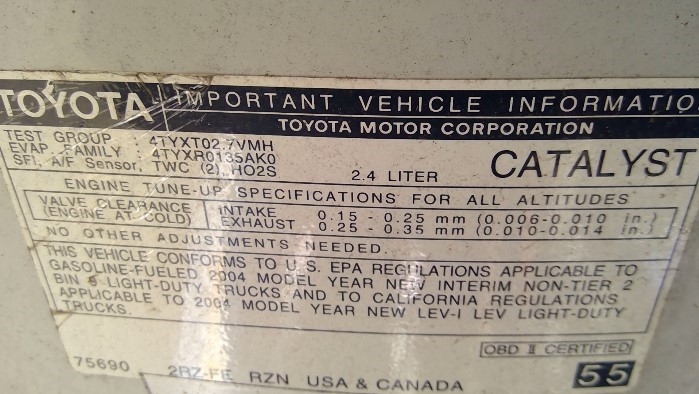 TOYOTA IMPORTANT VEHICLE INFORMATIO
TOYOTA MOTOR CORPORATION
TEST GROUP : 4TYXT02.7VMH
EVAP. FAMILY : 4TYXR0135AK0
SFI, A/F Sensor, TWC (2), HO2S
2.4 LITER
CATALYST
ENGINE TUNE-UP SPECIFICATIONS FOR ALL ALTITUDES
VALVE CLEARANCE (ENGINE AT COLD)
INTAKE 0.15 - 0.25 mm (0.006-0.010 in.)
EXHAUST 0.25 - 0.35 mm (0.010-0.014 in.)
NO OTHER ADJUSTMENTS NEEDED.
THIS VEHICLE CONFORMS TO U.S. EPA REGULATIONS APPLICABLE TO
GASOLINE-FUELED 2004 MODEL YEAR NEW INTERIM NON-TIER 2
BIN LIGHT-DUTY TRUCKS AND TO CALIFORNIA REGULATIONS
APPLICABLE TO 2004 MODEL YEAR NEW LEV-I LEV LIGHT-DUTY
TRUCKS.
OBD II CERTIFIED
75690 2RZ-FE RZN USA & CANADA 55